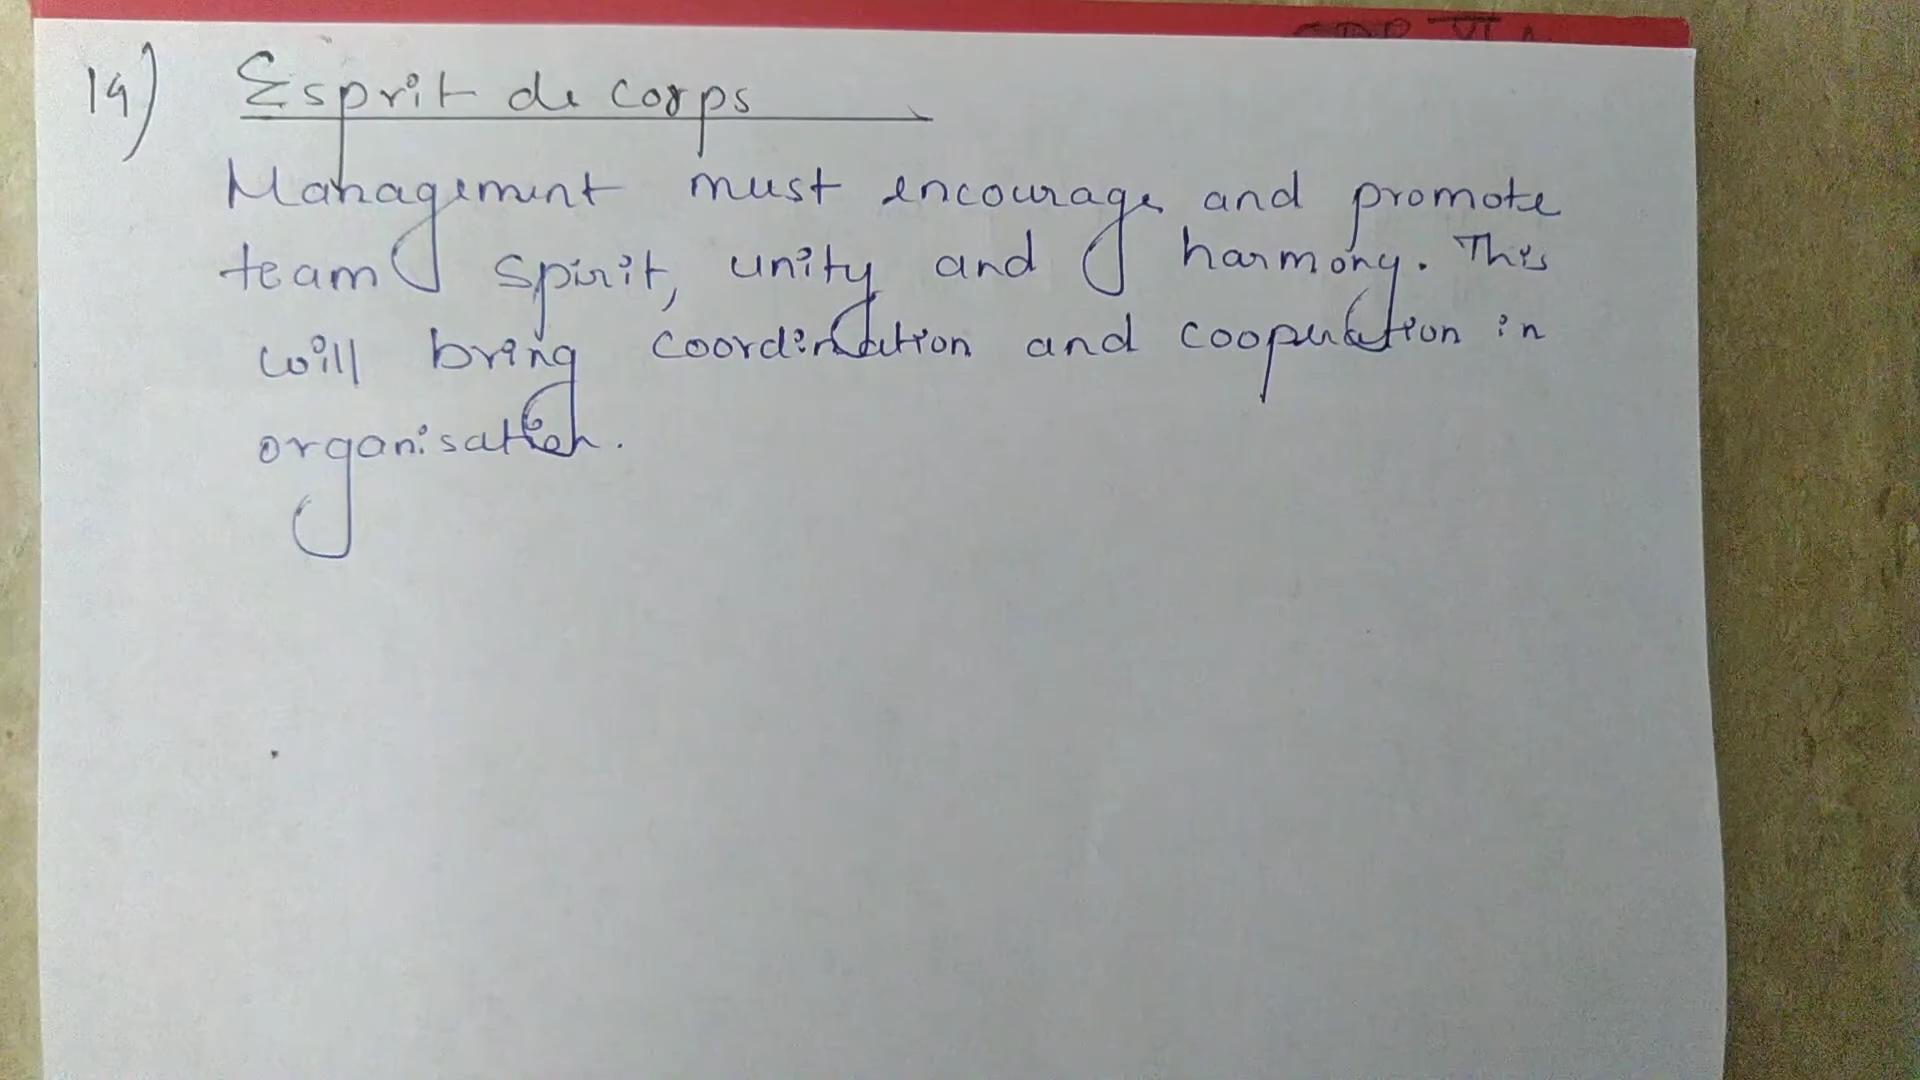 14) Esprit de corps
Management must encourage and promote
team spirit, unity and harmony. This
will bring coordination and cooperation in
organisation.